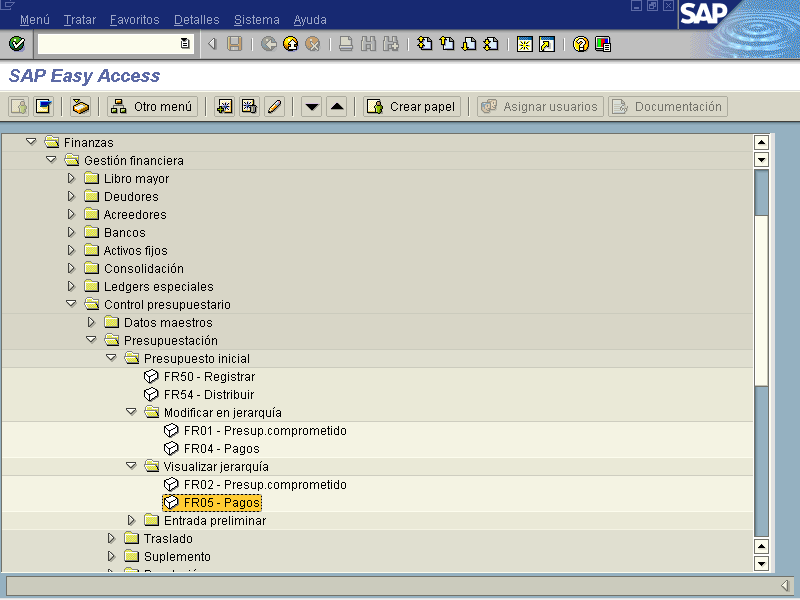 Menú Tratar Favoritos Detalles Sistema Ayuda
SAP
SAP Easy Access
Otro menú Crear papel Asignar usuarios Documentación
Finanzas
Gestión financiera
Libro mayor
Deudores
Acreedores
Bancos
Activos fijos
Consolidación
Ledgers especiales
Control presupuestario
Datos maestros
Presupuestación
Presupuesto inicial
FR50 - Registrar
FR54 - Distribuir
Modificar en jerarquía
FR01 - Presup.comprometido
FR04 - Pagos
Visualizar jerarquía
FR02 - Presup.comprometido
FR05 - Pagos
Entrada preliminar
Traslado
Suplemento